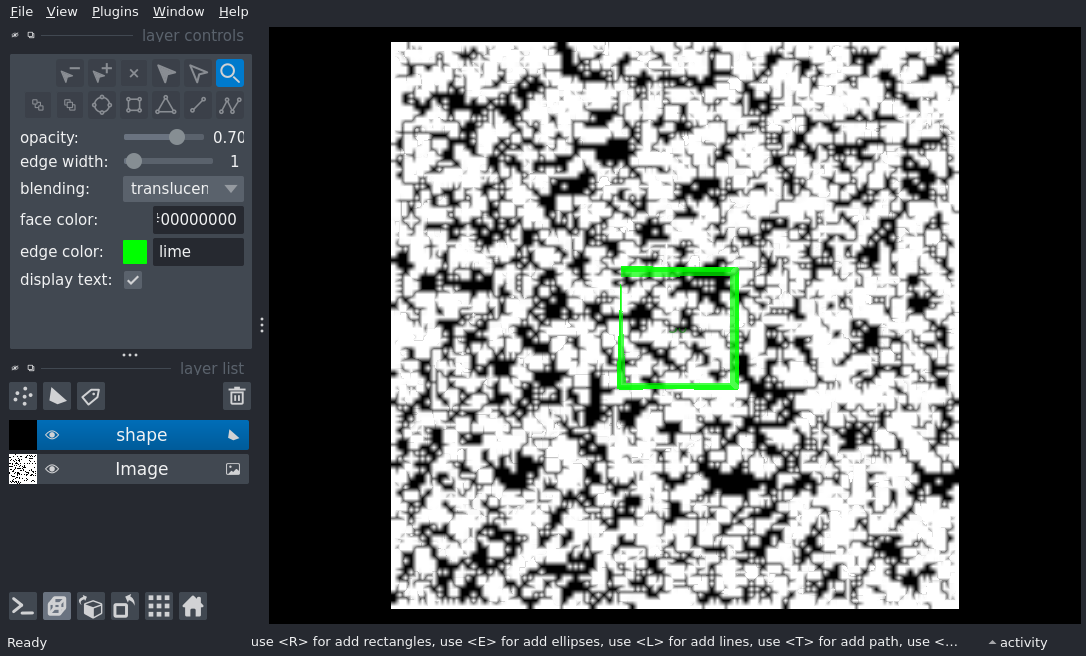 File View Plugins Window Help
layer controls
opacity: 0.70
edge width: 1
blending: translucen
face color: 00000000
edge color: lime
display text:
layer list
shape
Image
Ready use <R> for add rectangles, use <E> for add ellipses, use <L> for add lines, use <T> for add path, use <... activity